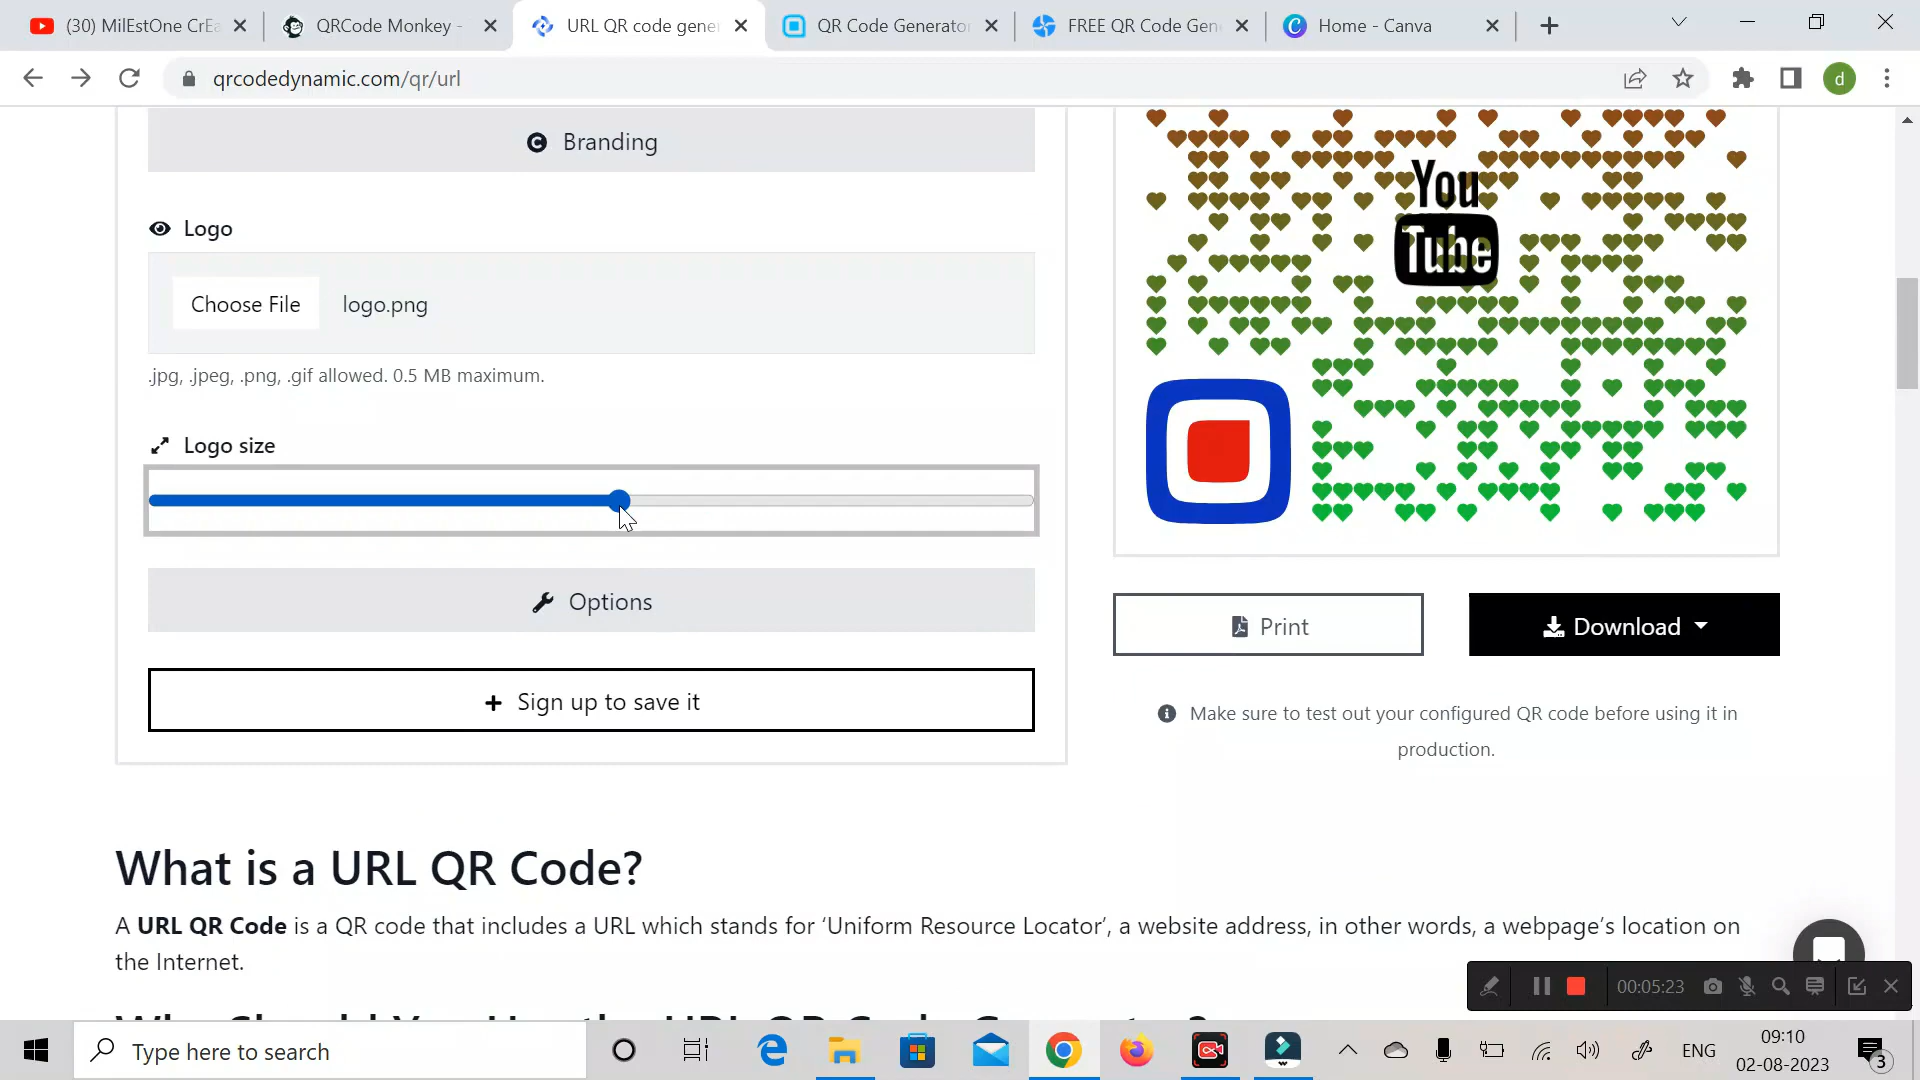 (30) MilEstOne CrEa
QRCode Monkey -
URL QR code gene
QR Code Generator
FREE QR Code Gen
Home - Canva
qrcodedynamic.com/qr/url
d
Branding
Logo
Choose File logo.png
.jpg, .jpeg, .png, .gif allowed. 0.5 MB maximum.
Logo size
Options
+ Sign up to save it
You
Tube
Print
Download
Make sure to test out your configured QR code before using it in
production.
What is a URL QR Code?
A URL QR Code is a QR code that includes a URL which stands for ‘Uniform Resource Locator’, a website address, in other words, a webpage’s location on
the Internet.
00:05:23
Type here to search
ENG
09:10
02-08-2023
3